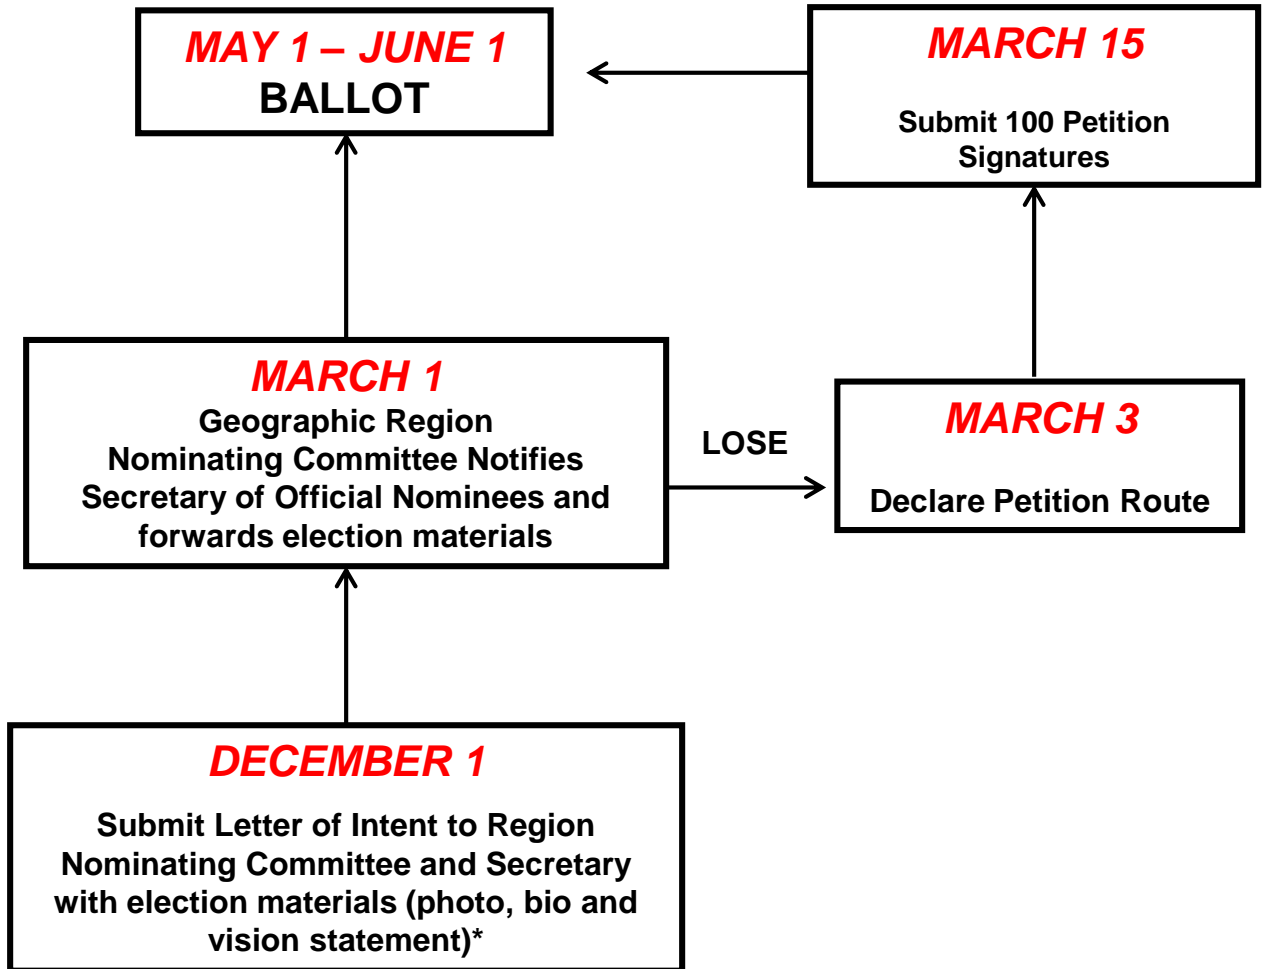 MAY 1 – JUNE 1
BALLOT
MARCH 15
Submit 100 Petition
Signatures
MARCH 1
Geographic Region
Nominating Committee Notifies
Secretary of Official Nominees and
forwards election materials
LOSE
MARCH 3
Declare Petition Route
DECEMBER 1
Submit Letter of Intent to Region
Nominating Committee and Secretary
with election materials (photo, bio and
vision statement)*